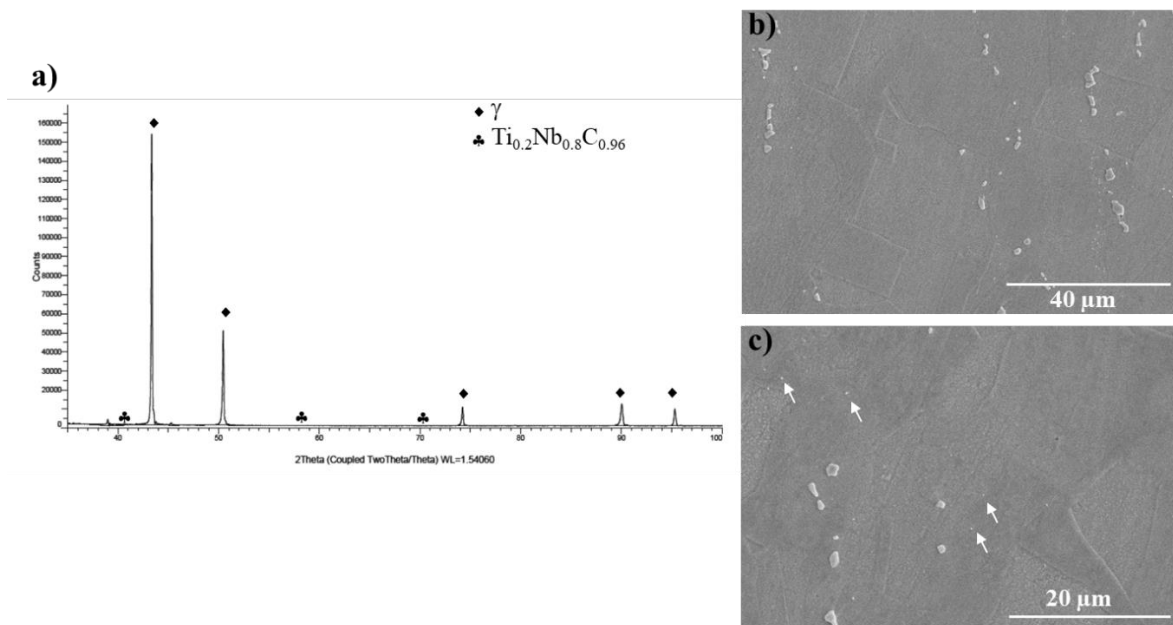 a)
◆ γ
♣ Ti0.2Nb0.8C0.96
160000
150000
140000
130000
120000
110000
100000
90000
80000
70000
60000
50000
40000
30000
20000
10000
0
Counts
40 50 60 70 80 90 100
2Theta (Coupled TwoTheta/Theta) WL=1.54060
b)
40 µm
c)
20 µm